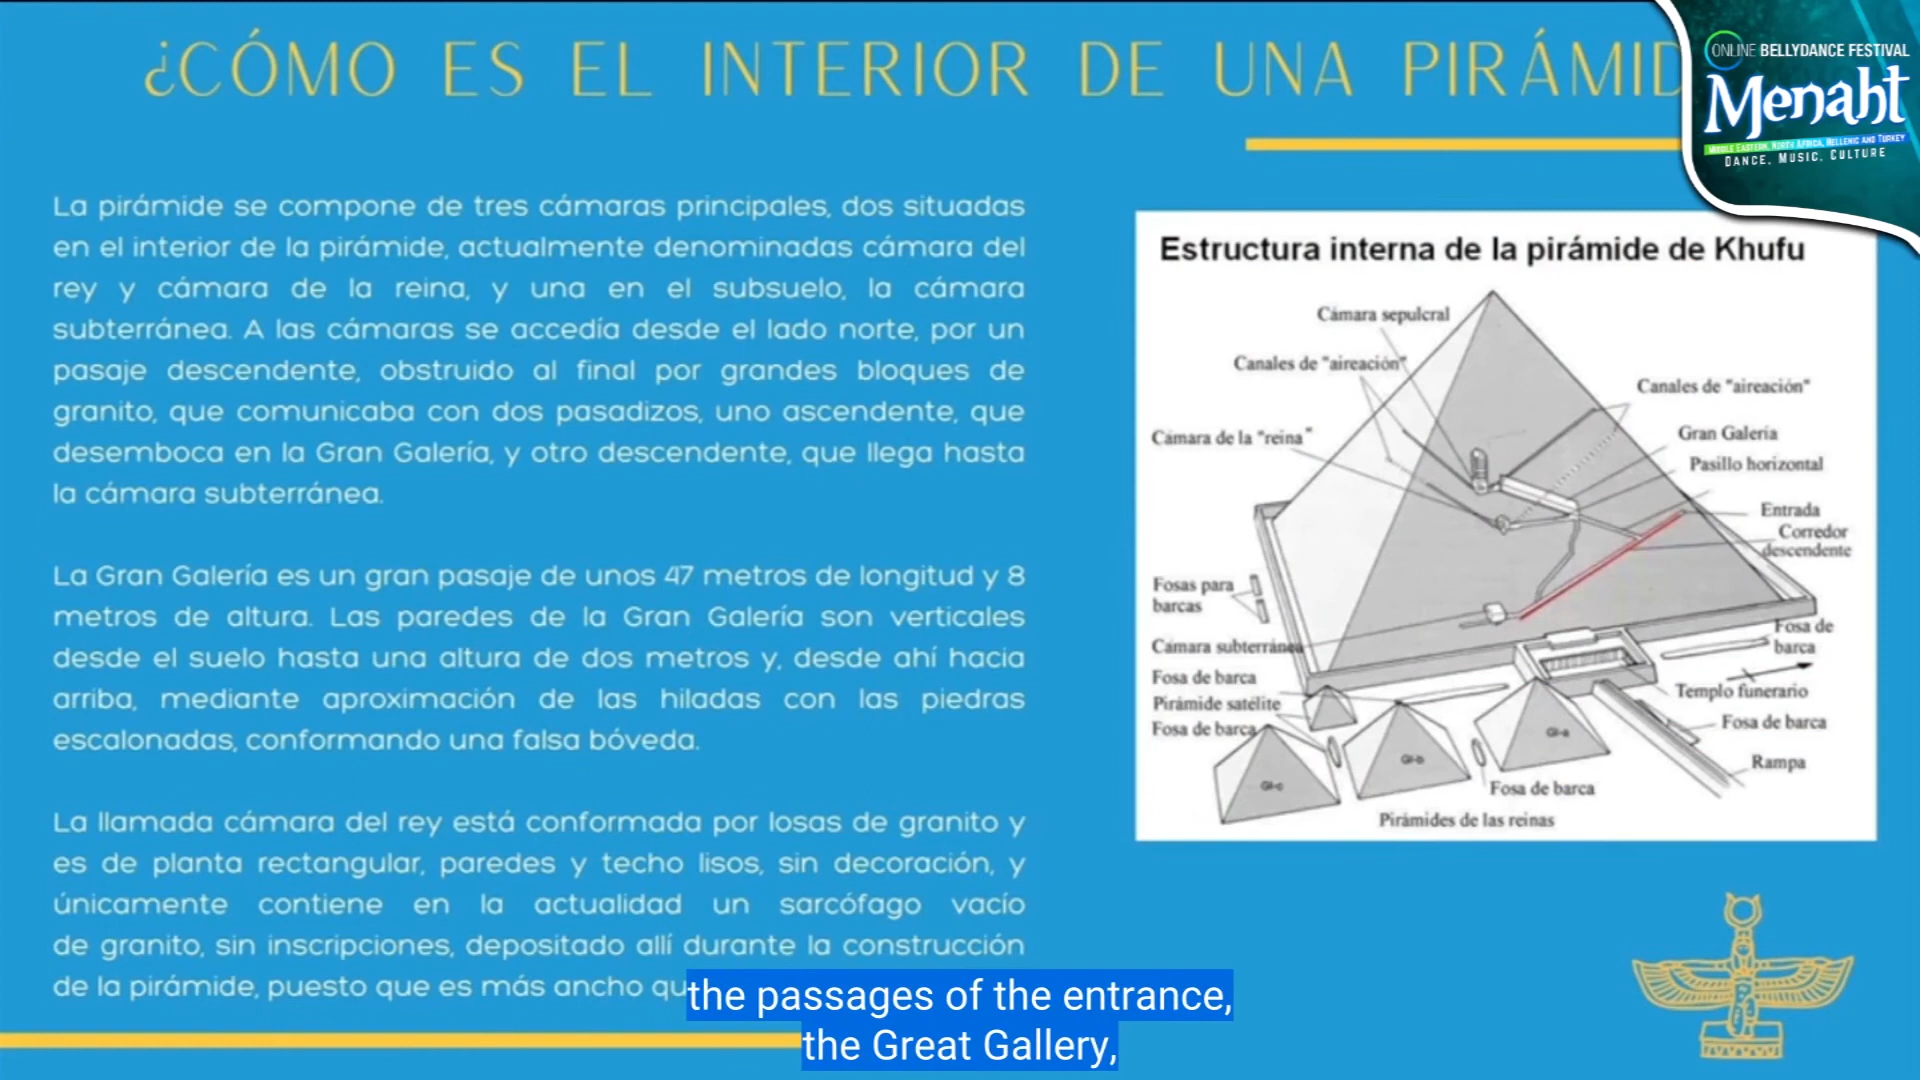 ¿CÓMO ES EL INTERIOR DE UNA PIRÁMID
ONLINE BELLYDANCE FESTIVAL
Menaht
MIDDLE EASTERN, NORTH AFRICA, HELLENIC AND TURKEY
DANCE, MUSIC, CULTURE
La pirámide se compone de tres cámaras principales, dos situadas
en el interior de la pirámide, actualmente denominadas cámara del
rey y cámara de la reina, y una en el subsuelo, la cámara
subterránea. A las cámaras se accedía desde el lado norte, por un
pasaje descendente, obstruido al final por grandes bloques de
granito, que comunicaba con dos pasadizos, uno ascendente, que
desemboca en la Gran Galería, y otro descendente, que llega hasta
la cámara subterránea.
La Gran Galería es un gran pasaje de unos 47 metros de longitud y 8
metros de altura. Las paredes de la Gran Galería son verticales
desde el suelo hasta una altura de dos metros y, desde ahí hacia
arriba, mediante aproximación de las hiladas con las piedras
escalonadas, conformando una falsa bóveda.
La llamada cámara del rey está conformada por losas de granito y
es de planta rectangular, paredes y techo lisos, sin decoración, y
únicamente contiene en la actualidad un sarcófago vacío
de granito, sin inscripciones, depositado allí durante la construcción
de la pirámide, puesto que es más ancho qu
Estructura interna de la pirámide de Khufu
Cámara sepulcral
Canales de "aireación"
Canales de "aireación"
Cámara de la "reina"
Gran Galería
Pasillo horizontal
Entrada
Corredor
descendente
Fosas para
barcas
Cámara subterránea
Fosa de
barca
Fosa de barca
Templo funerario
Pirámide satélite
Fosa de barca
Fosa de barca
GI-a
GI-b
GI-c
Rampa
Fosa de barca
Pirámides de las reinas
the passages of the entrance,
the Great Gallery,